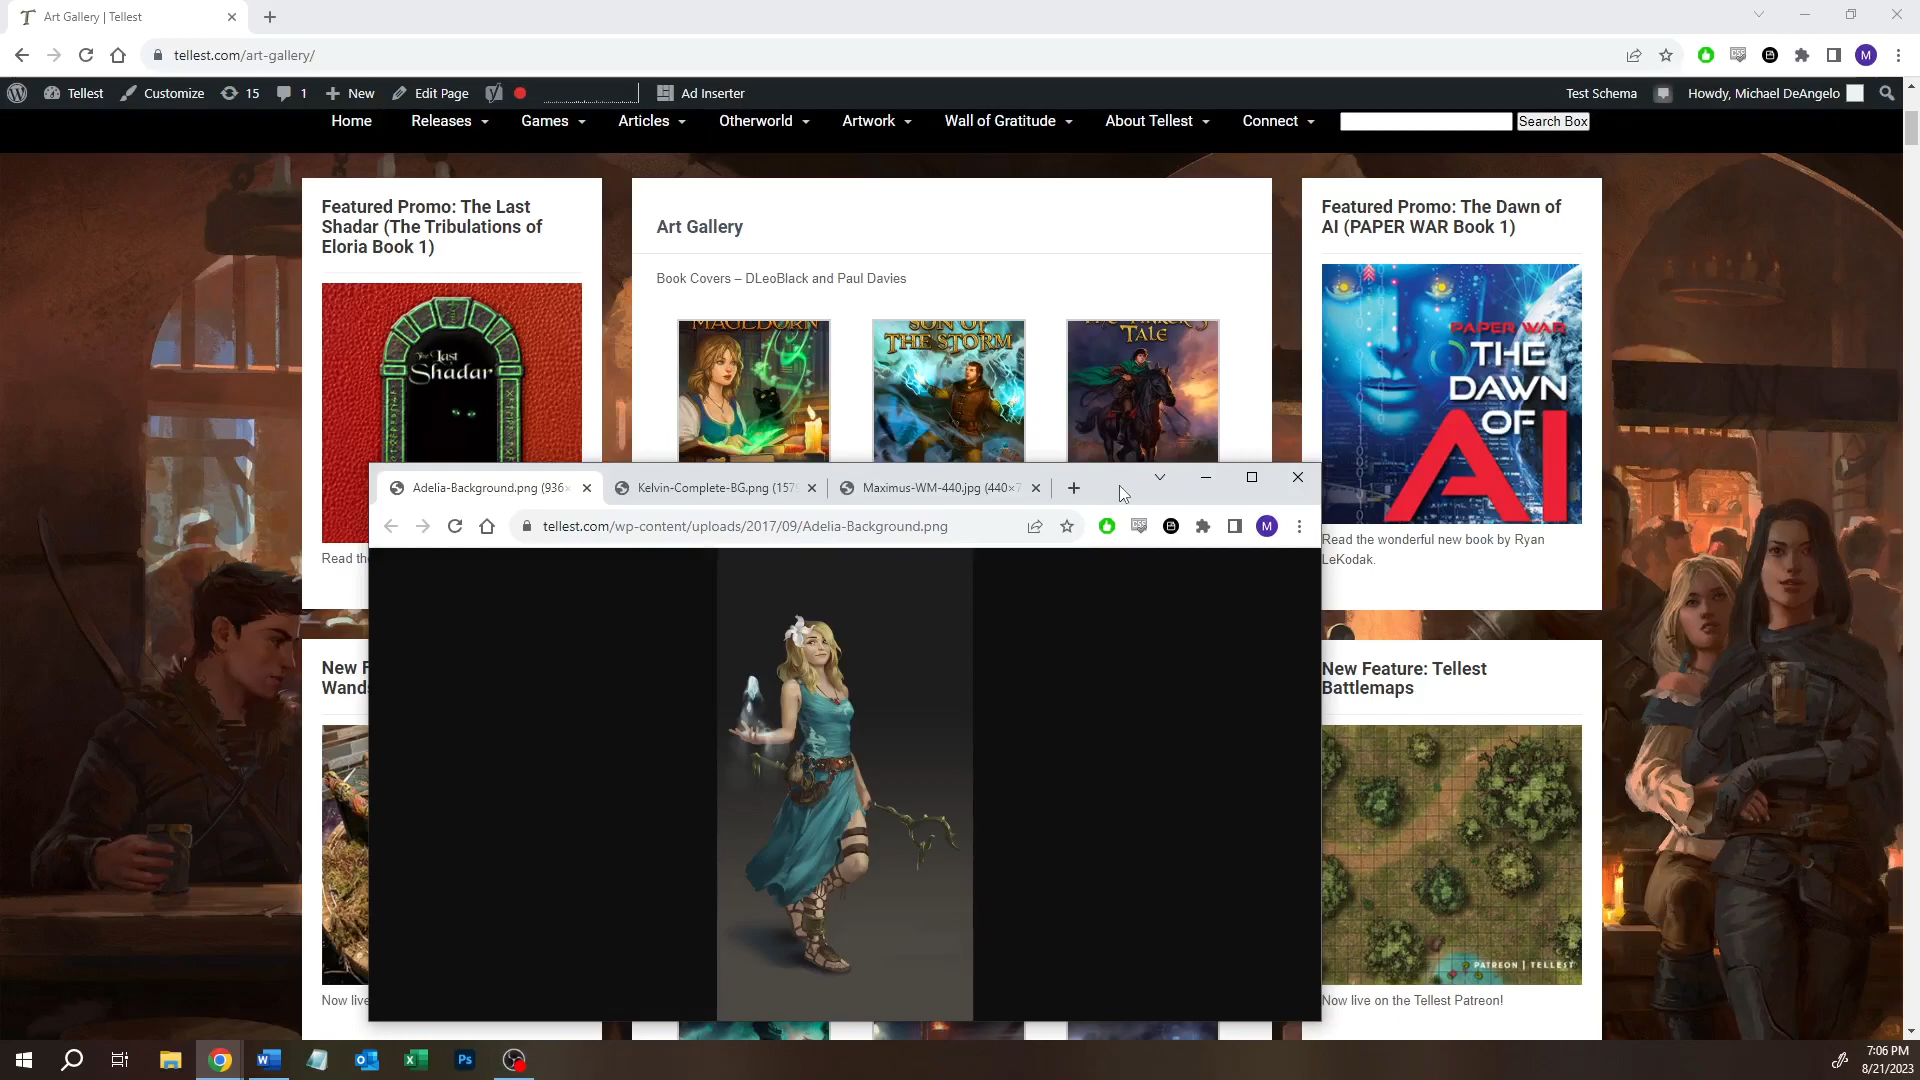 Art Gallery | Tellest
tellest.com/art-gallery/
M
Tellest
Customize
15
1
New
Edit Page
Ad Inserter
Test Schema
Howdy, Michael DeAngelo
Home
Releases
Games
Articles
Otherworld
Artwork
Wall of Gratitude
About Tellest
Connect
Search Box
Featured Promo: The Last
Shadar (The Tribulations of
Eloria Book 1)
The Last
Shadar
Read the
New F
Wands
Now live
Art Gallery
Book Covers – DLeoBlack and Paul Davies
MAGEBORN
SON OF
THE STORM
TALE
Featured Promo: The Dawn of
AI (PAPER WAR Book 1)
PAPER WAR
THE
DAWN
OF
AI
Read the wonderful new book by Ryan
LeKodak.
New Feature: Tellest
Battlemaps
PATREON | TELLEST
Now live on the Tellest Patreon!
Adelia-Background.png (936×
Kelvin-Complete-BG.png (157
Maximus-WM-440.jpg (440×7
tellest.com/wp-content/uploads/2017/09/Adelia-Background.png
M
7:06 PM
8/21/2023